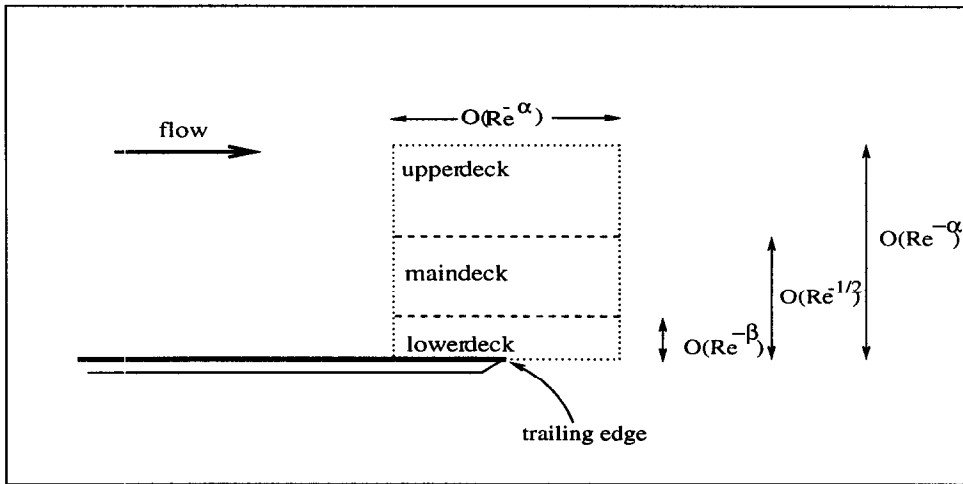 O(Re^-α)
flow
upperdeck
O(Re^-α)
maindeck
O(Re^-1/2)
lowerdeck
O(Re^-β)
trailing edge